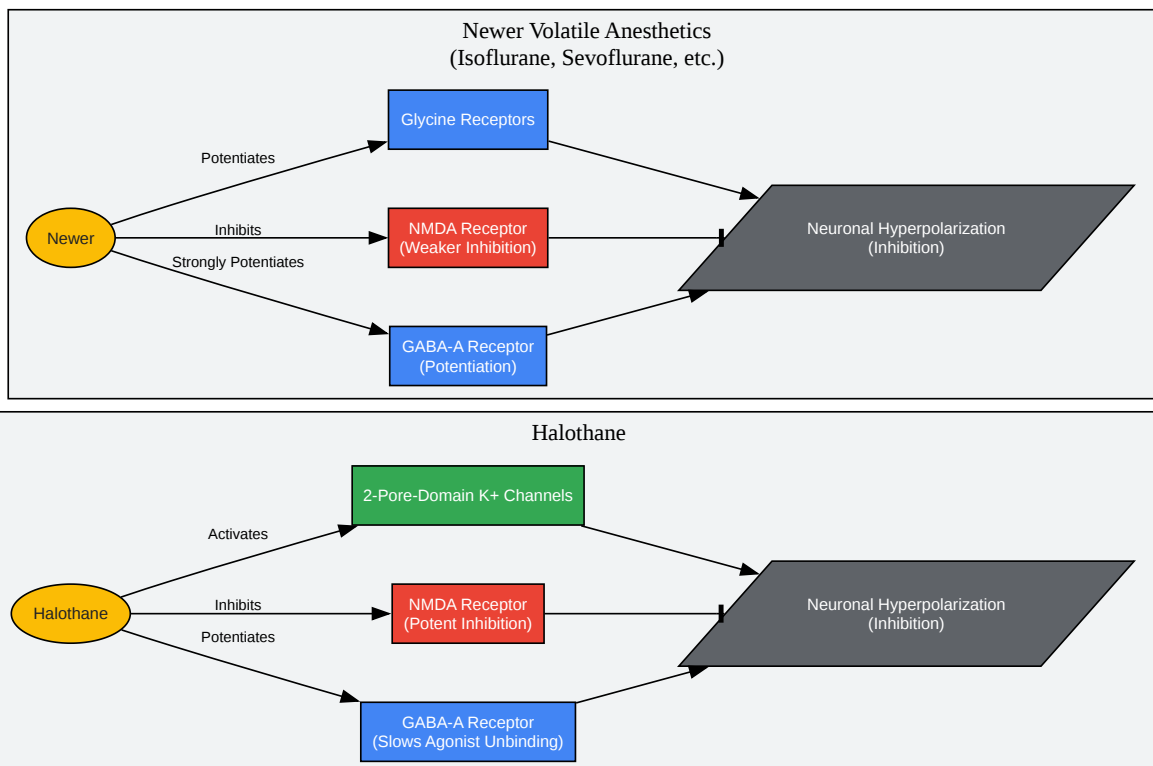 Newer Volatile Anesthetics
(Isoflurane, Sevoflurane, etc.)
Glycine Receptors
Potentiates
Newer
Inhibits
NMDA Receptor
(Weaker Inhibition)
Neuronal Hyperpolarization
(Inhibition)
Strongly Potentiates
GABA-A Receptor
(Potentiation)
Halothane
2-Pore-Domain K+ Channels
Activates
Halothane
Inhibits
NMDA Receptor
(Potent Inhibition)
Neuronal Hyperpolarization
(Inhibition)
Potentiates
GABA-A Receptor
(Slows Agonist Unbinding)